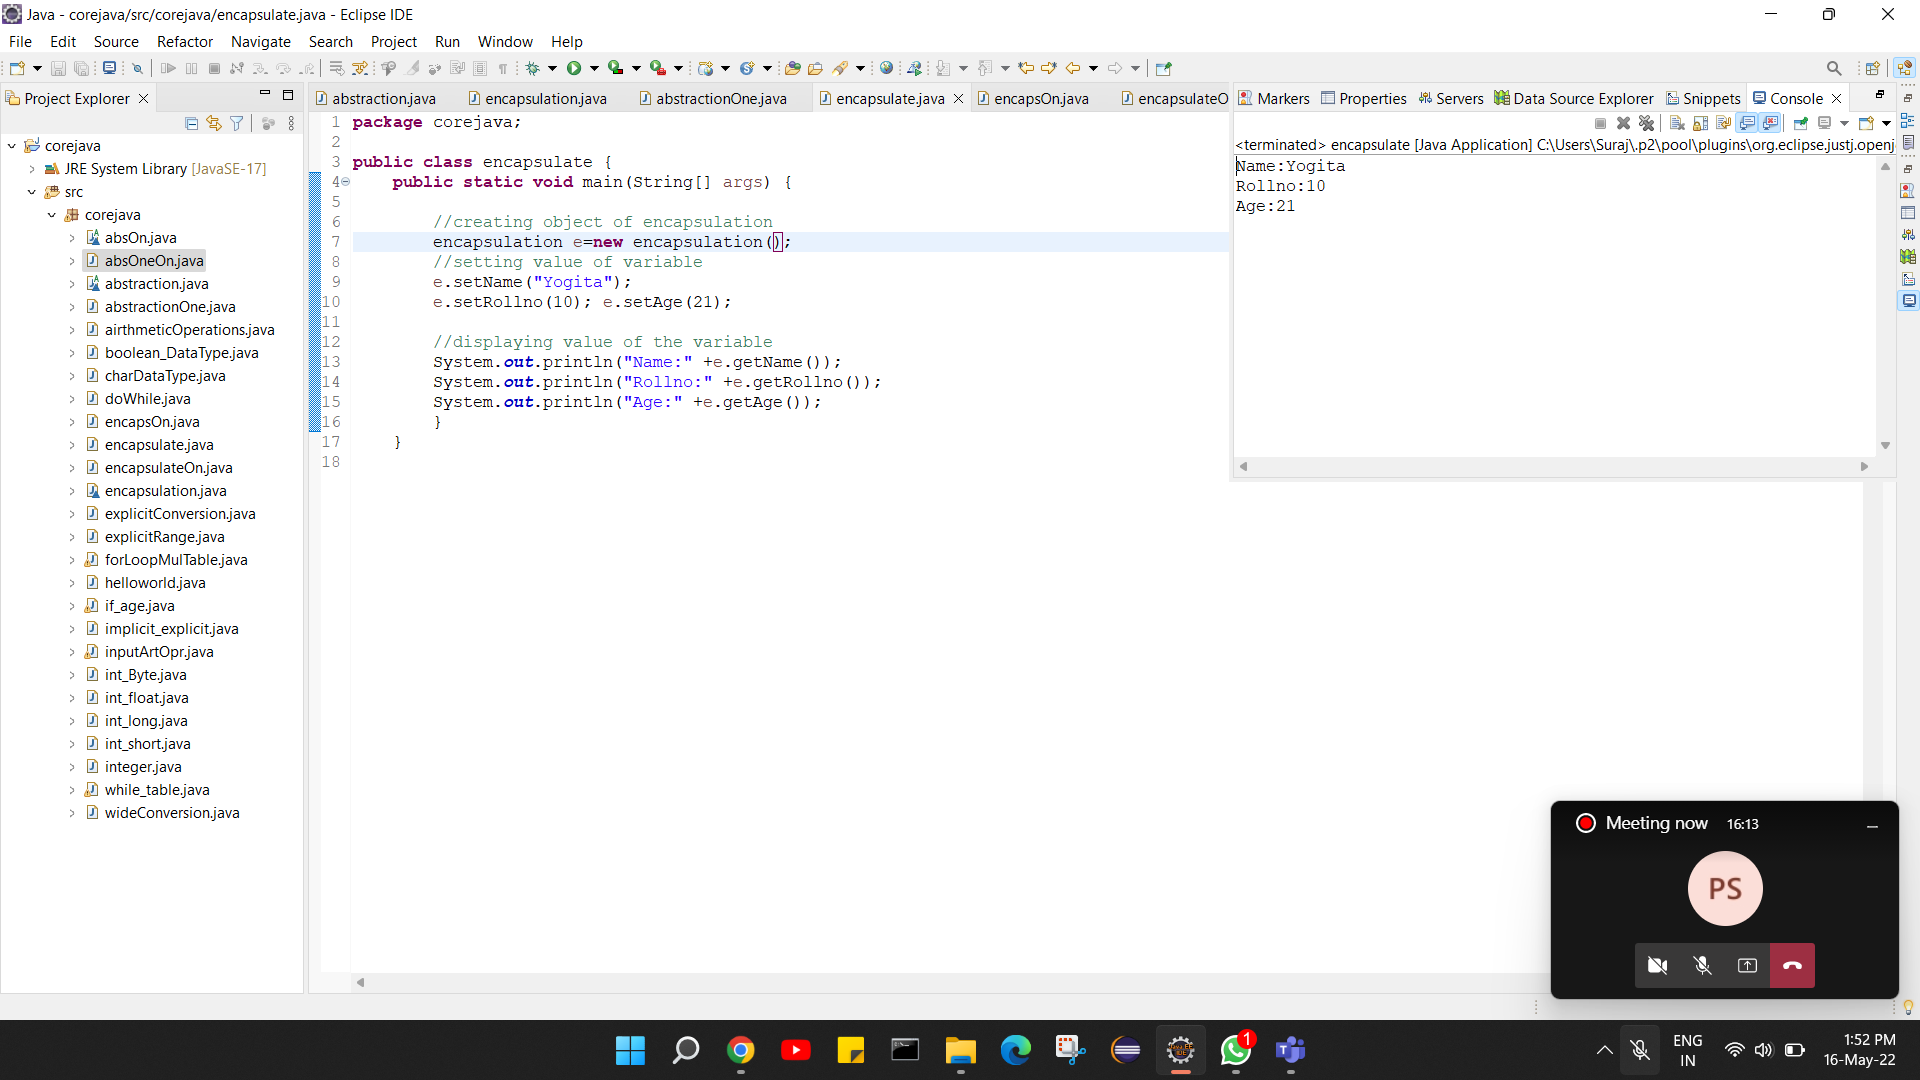 Java - corejava/src/corejava/encapsulate.java - Eclipse IDE
File Edit Source Refactor Navigate Search Project Run Window Help
Project Explorer
corejava
JRE System Library [JavaSE-17]
src
corejava
absOn.java
absOneOn.java
abstraction.java
abstractionOne.java
airthmeticOperations.java
boolean_DataType.java
charDataType.java
doWhile.java
encapsOn.java
encapsulate.java
encapsulateOn.java
encapsulation.java
explicitConversion.java
explicitRange.java
forLoopMulTable.java
helloworld.java
if_age.java
implicit_explicit.java
inputArtOpr.java
int_Byte.java
int_float.java
int_long.java
int_short.java
integer.java
while_table.java
wideConversion.java
abstraction.java encapsulation.java abstractionOne.java encapsulate.java encapsOn.java encapsulateO
1 package corejava;
2
3 public class encapsulate {
4 public static void main(String[] args) {
5
6 //creating object of encapsulation
7 encapsulation e=new encapsulation();
8 //setting value of variable
9 e.setName("Yogita");
10 e.setRollno(10); e.setAge(21);
11
12 //displaying value of the variable
13 System.out.println("Name:" +e.getName());
14 System.out.println("Rollno:" +e.getRollno());
15 System.out.println("Age:" +e.getAge());
16 }
17 }
18
Markers Properties Servers Data Source Explorer Snippets Console
<terminated> encapsulate [Java Application] C:\Users\Suraj\.p2\pool\plugins\org.eclipse.justj.openj
Name:Yogita
Rollno:10
Age:21
Meeting now 16:13
PS
1
ENG
IN
1:52 PM
16-May-22